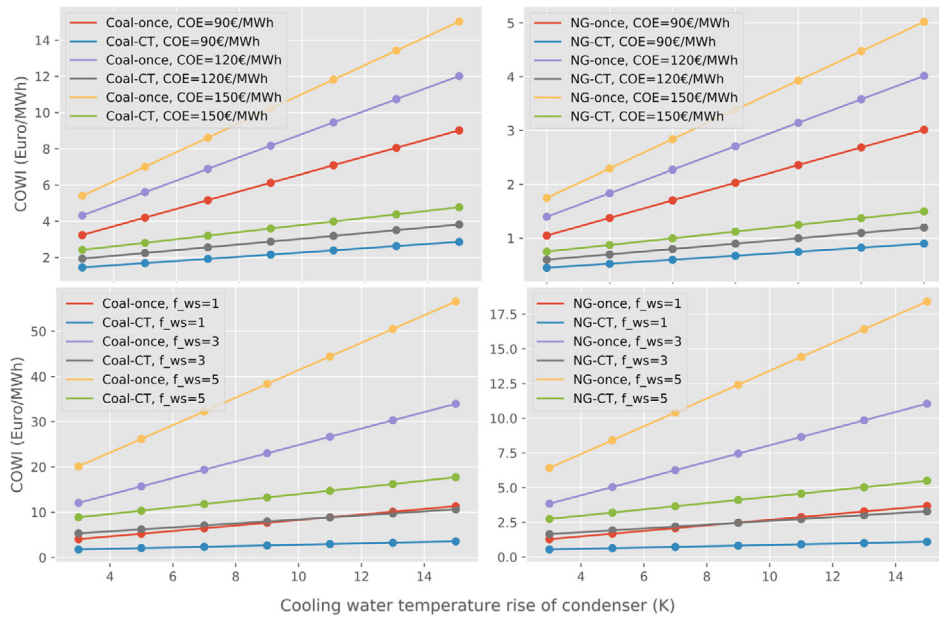 COWI (Euro/MWh)
14
12
10
8
6
4
2
Coal-once, COE=90€/MWh
Coal-CT, COE=90€/MWh
Coal-once, COE=120€/MWh
Coal-CT, COE=120€/MWh
Coal-once, COE=150€/MWh
Coal-CT, COE=150€/MWh
5
4
3
2
1
NG-once, COE=90€/MWh
NG-CT, COE=90€/MWh
NG-once, COE=120€/MWh
NG-CT, COE=120€/MWh
NG-once, COE=150€/MWh
NG-CT, COE=150€/MWh
COWI (Euro/MWh)
50
40
30
20
10
0
Coal-once, f_ws=1
Coal-CT, f_ws=1
Coal-once, f_ws=3
Coal-CT, f_ws=3
Coal-once, f_ws=5
Coal-CT, f_ws=5
4 6 8 10 12 14
17.5
15.0
12.5
10.0
7.5
5.0
2.5
0.0
NG-once, f_ws=1
NG-CT, f_ws=1
NG-once, f_ws=3
NG-CT, f_ws=3
NG-once, f_ws=5
NG-CT, f_ws=5
4 6 8 10 12 14
Cooling water temperature rise of condenser (K)